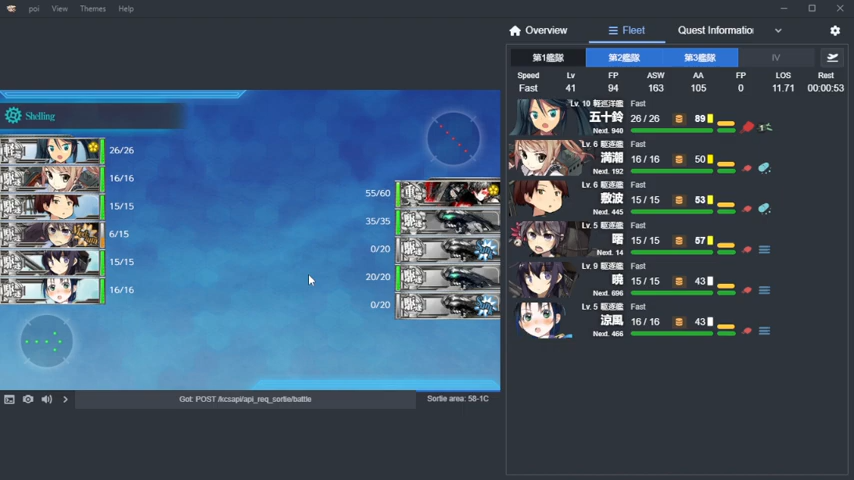 poi View Themes Help
Overview Fleet Quest Informatio
第1艦隊 第2艦隊 第3艦隊 IV
Speed Lv FP ASW AA FP LOS Rest
Fast 41 94 163 105 0 11.71 00:00:53
Shelling
26/26
16/16
15/15
6/15
15/15
16/16
55/60
35/35
0/20
20/20
0/20
Lv. 10 軽巡洋艦 Fast
五十鈴 26 / 26 89
Next. 940
Lv. 6 駆逐艦 Fast
満潮 16 / 16 50
Next. 192
Lv. 6 駆逐艦 Fast
敷波 15 / 15 53
Next. 445
Lv. 5 駆逐艦 Fast
曙 15 / 15 57
Next. 14
Lv. 9 駆逐艦 Fast
暁 15 / 15 43
Next. 696
Lv. 5 駆逐艦 Fast
涼風 16 / 16 43
Next. 466
Got: POST /kcsapi/api_req_sortie/battle
Sortie area: 58-1C